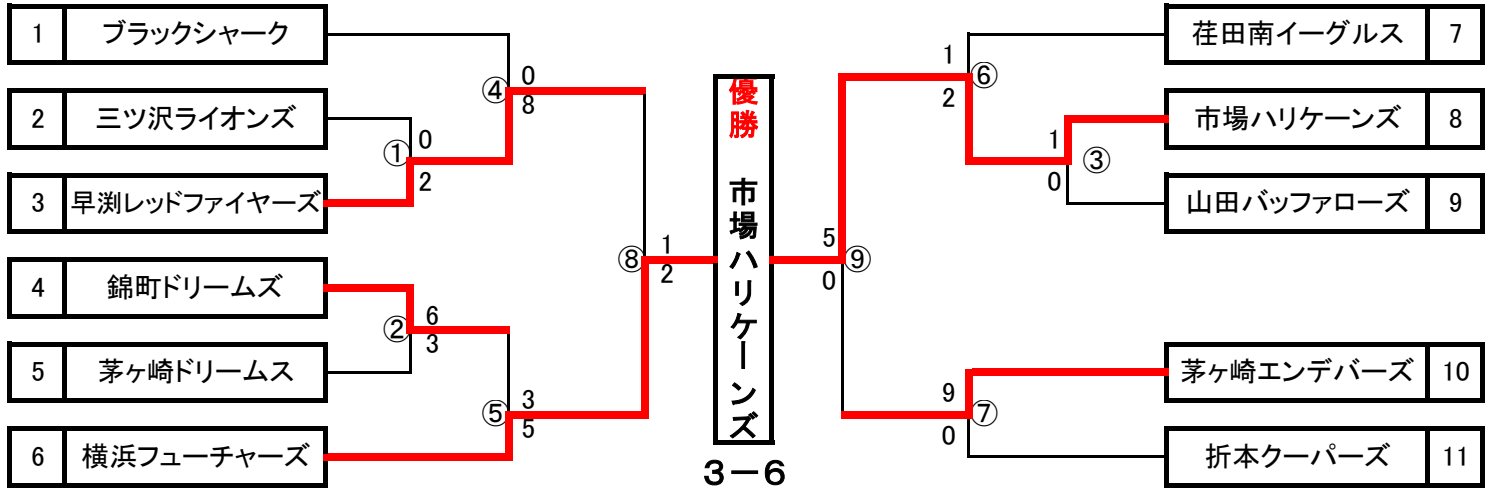 1 ブラックシャーク
2 三ツ沢ライオンズ
3 早渕レッドファイヤーズ
4 錦町ドリームズ
5 茅ヶ崎ドリームス
6 横浜フューチャーズ
④ 0
8
① 0
2
② 6
3
⑤ 3
5
⑧ 1
2
優勝 市場ハリケーンズ
3-6
5 ⑨
0
1 ⑥
2
1 ③
0
9 ⑦
0
荏田南イーグルス 7
市場ハリケーンズ 8
山田バッファローズ 9
茅ヶ崎エンデバーズ 10
折本クーパーズ 11